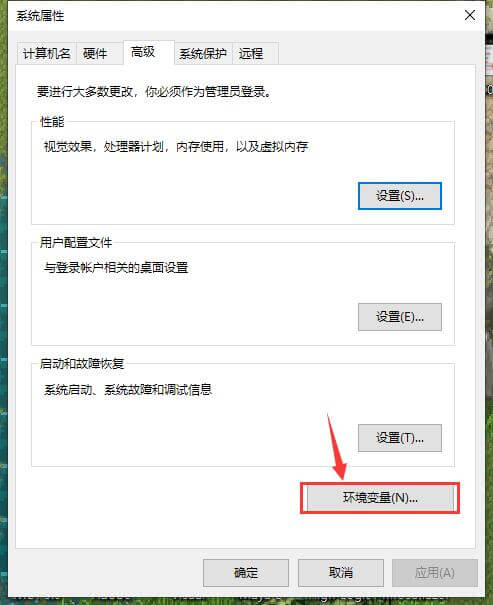 系统属性
计算机名 硬件 高级 系统保护 远程
要进行大多数更改，你必须作为管理员登录。
性能
视觉效果，处理器计划，内存使用，以及虚拟内存
设置(S)...
用户配置文件
与登录帐户相关的桌面设置
设置(E)...
启动和故障恢复
系统启动、系统故障和调试信息
设置(T)...
环境变量(N)...
确定 取消 应用(A)